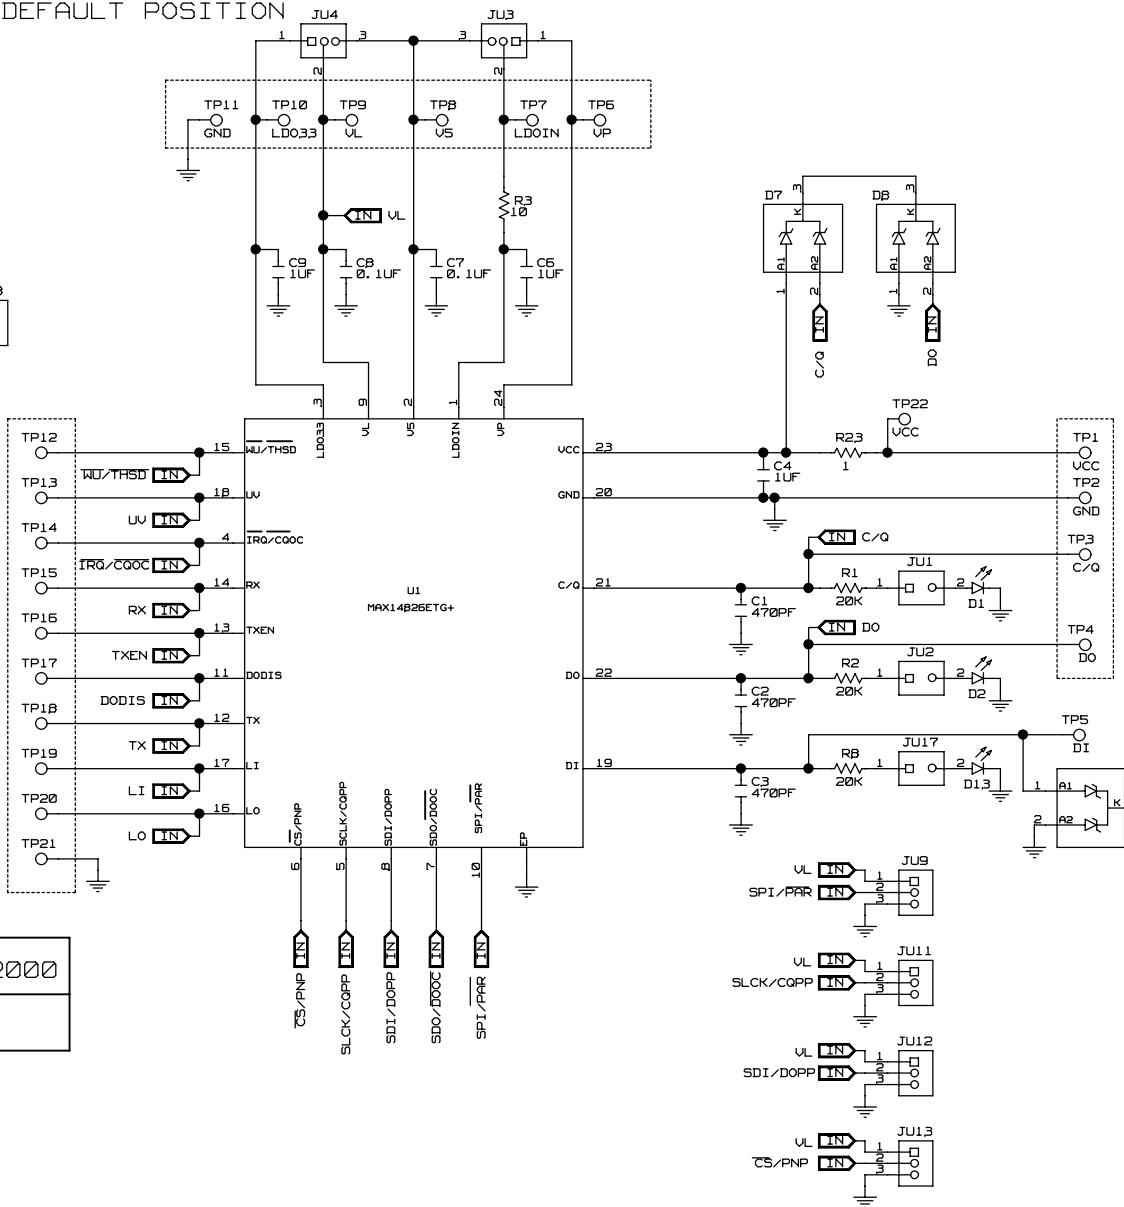 DEFAULT POSITION
JU4
JU3
1 3 3 1
2 2
TP11 TP10 TP9 TP8 TP7 TP6
GND LDO33 VL V5 LDOIN VP
R3
10
IN VL
C9
1UF
C8
0.1UF
C7
0.1UF
C6
1UF
D7 3 K A1 A2 1 2
D8 3 K A1 A2 1 2
IN C/Q
IN DO
3 9 2 1 24
LDO33 VL V5 LDOIN VP
U1
MAX14826ETG+
TP12 15 WU/THSD
WU/THSD IN
TP13 18 UV
UV IN
TP14 4 IRQ/CQOC
IRQ/CQOC IN
TP15 14 RX
RX IN
TP16 13 TXEN
TXEN IN
TP17 11 DODIS
DODIS IN
TP18 12 TX
TX IN
TP19 17 LI
LI IN
TP20 16 LO
LO IN
TP21
VCC 23
R23
1
TP22
VCC
TP1
VCC
C4
1UF
GND 20
TP2
GND
IN C/Q
TP3
C/Q
C/Q 21
C1
470PF
R1
20K
1 JU1 2
D1
IN DO
TP4
DO
DO 22
C2
470PF
R2
20K
1 JU2 2
D2
TP5
DI
DI 19
C3
470PF
R8
20K
1 JU17 2
D13
1 A1
2 A2
K
CS/PNP SCLK/CQPP SDI/DOPP SDO/DOOC SPI/PAR EP
6 5 8 7 10
IN IN IN IN IN
CS/PNP SLCK/CQPP SDI/DOPP SDO/DOOC SPI/PAR
2000
JU9
VL IN 1
SPI/PAR IN 2
3
JU11
VL IN 1
SLCK/CQPP IN 2
3
JU12
VL IN 1
SDI/DOPP IN 2
3
JU13
VL IN 1
CS/PNP IN 2
3